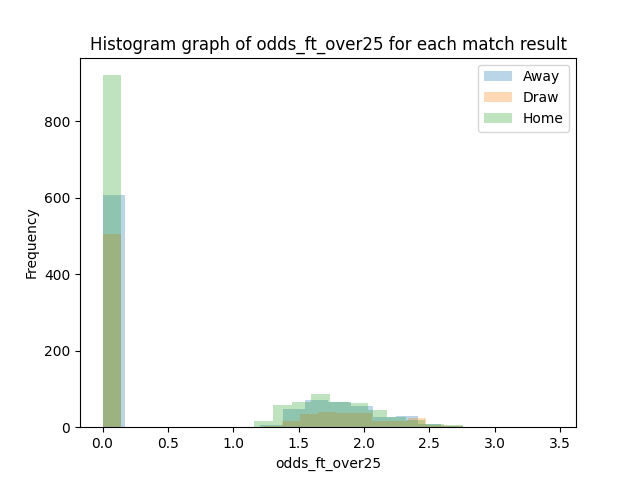 Histogram graph of odds_ft_over25 for each match result
Away
Draw
Home
Frequency
800
600
400
200
0
0.0 0.5 1.0 1.5 2.0 2.5 3.0 3.5
odds_ft_over25